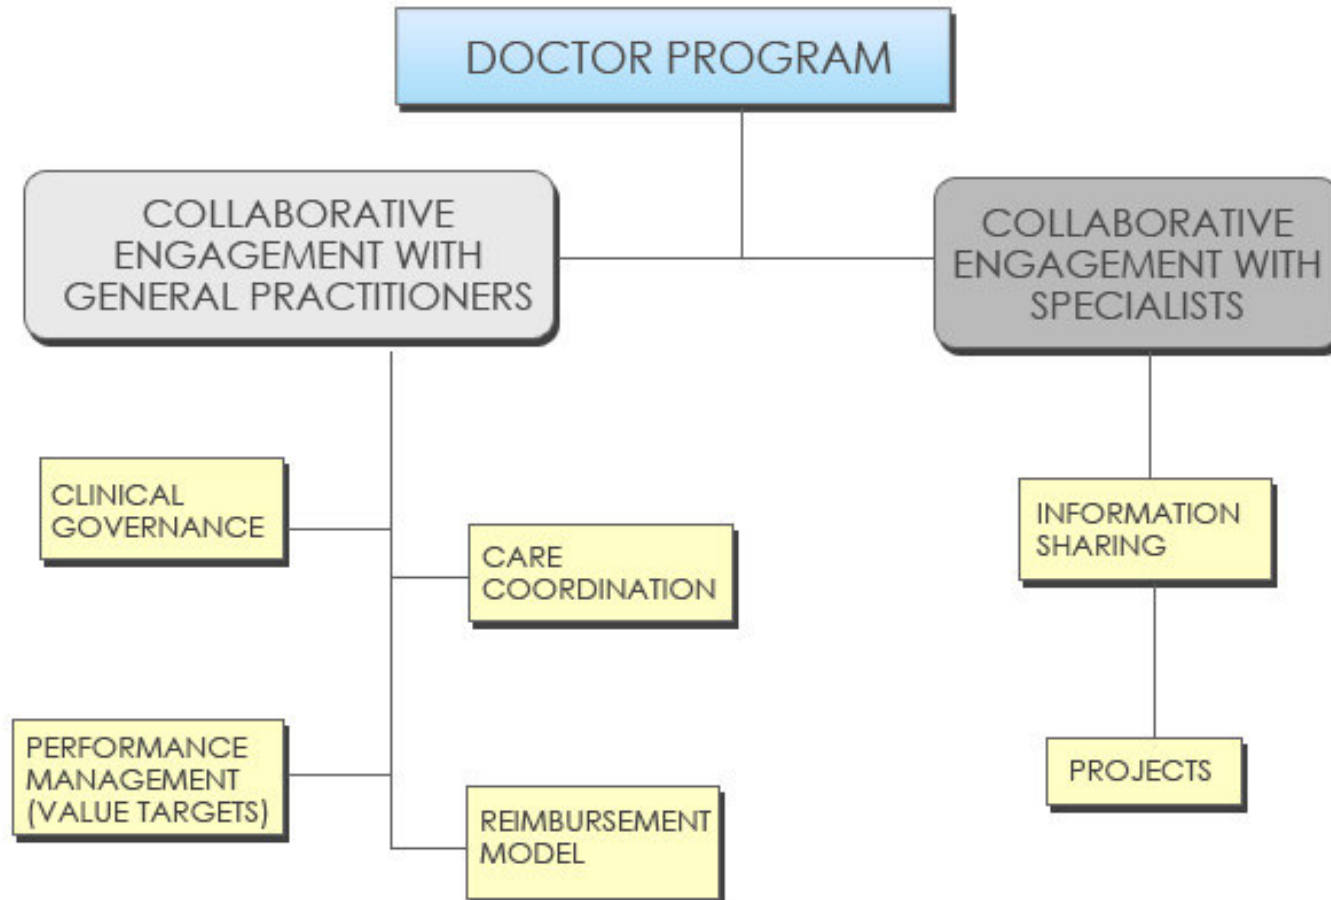 DOCTOR PROGRAM
COLLABORATIVE
ENGAGEMENT WITH
GENERAL PRACTITIONERS
COLLABORATIVE
ENGAGEMENT WITH
SPECIALISTS
CLINICAL
GOVERNANCE
CARE
COORDINATION
PERFORMANCE
MANAGEMENT
(VALUE TARGETS)
REIMBURSEMENT
MODEL
INFORMATION
SHARING
PROJECTS